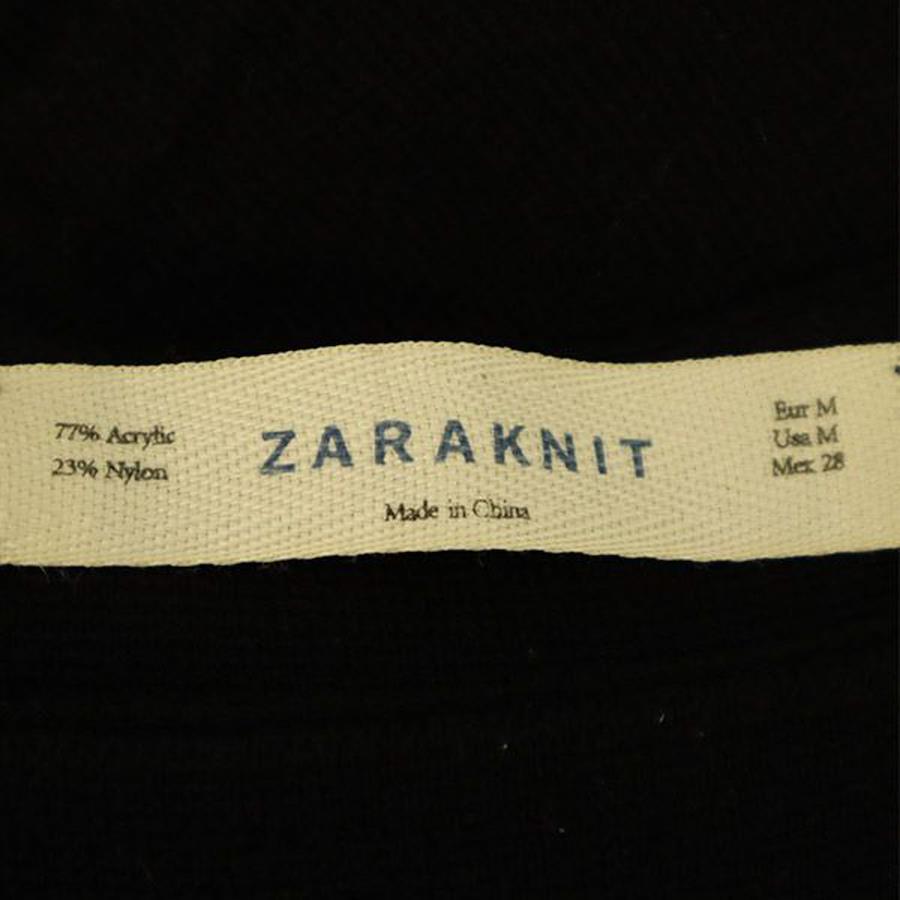 77% Acrylic
23% Nylon
ZARAKNIT
Made in China
Eur M
Usa M
Mex 28